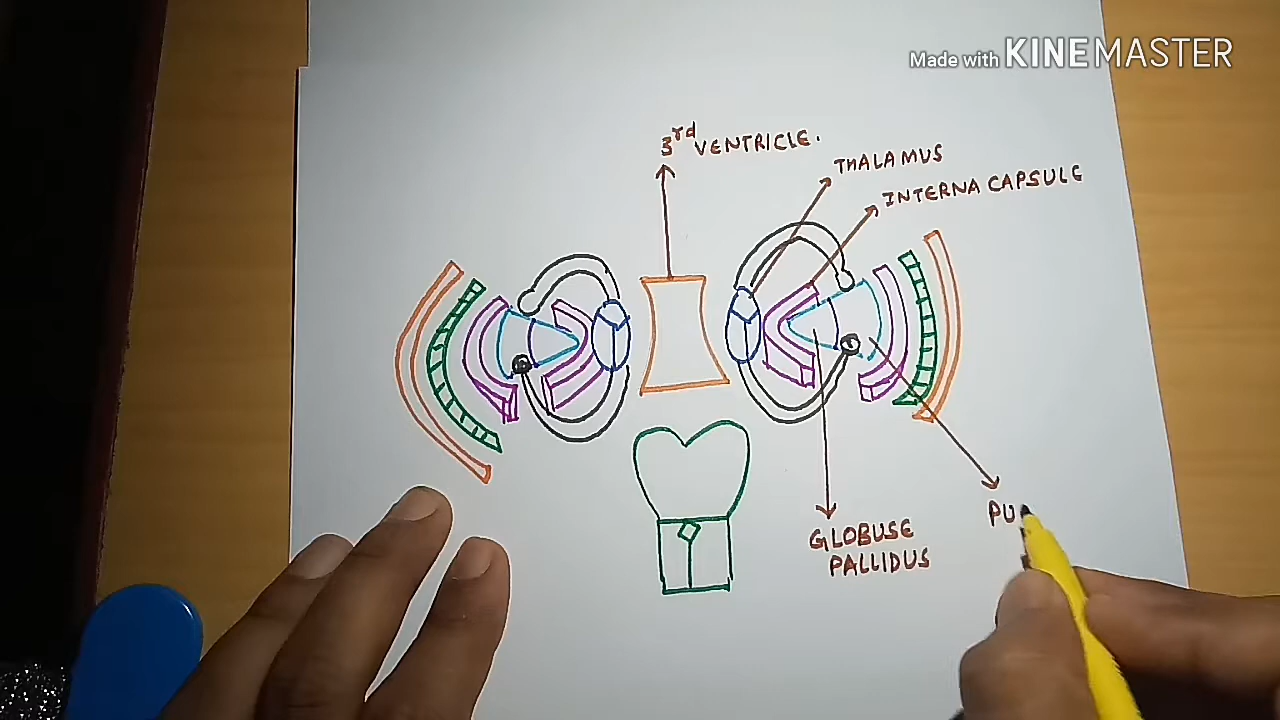 Made with KINEMASTER
3rd VENTRICLE.
THALAMUS
INTERNA CAPSULE
GLOBUSE
PALLIDUS
PU